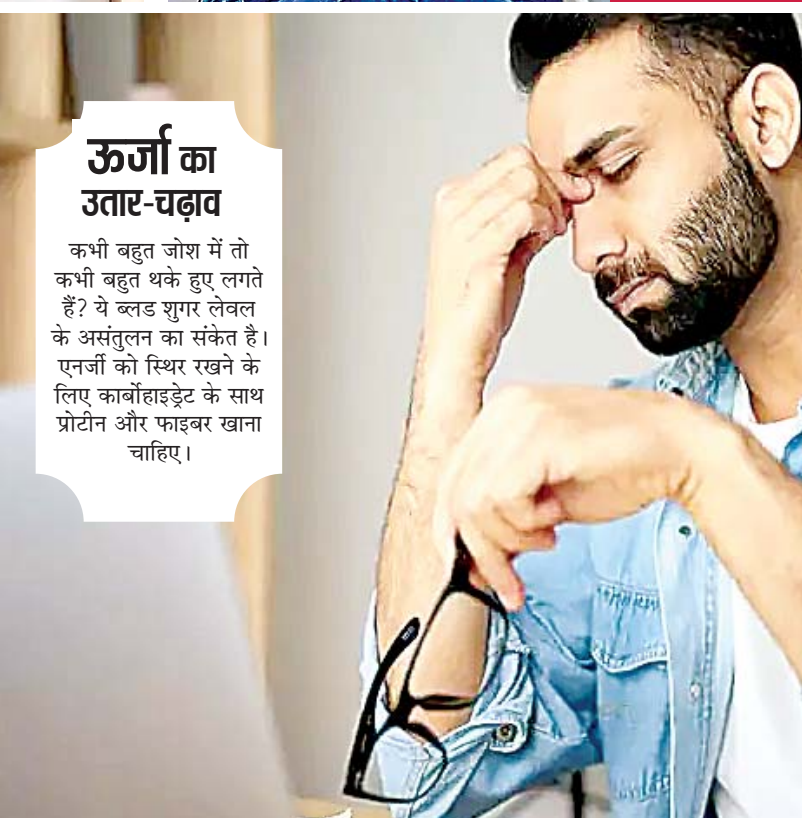 ऊर्जा का
उतार-चढ़ाव
कभी बहुत जोश में तो
कभी बहुत थके हुए लगते
हैं? ये ब्लड शुगर लेवल
के असंतुलन का संकेत है।
एनर्जी को स्थिर रखने के
लिए कार्बोहाइड्रेट के साथ
प्रोटीन और फाइबर खाना
चाहिए।